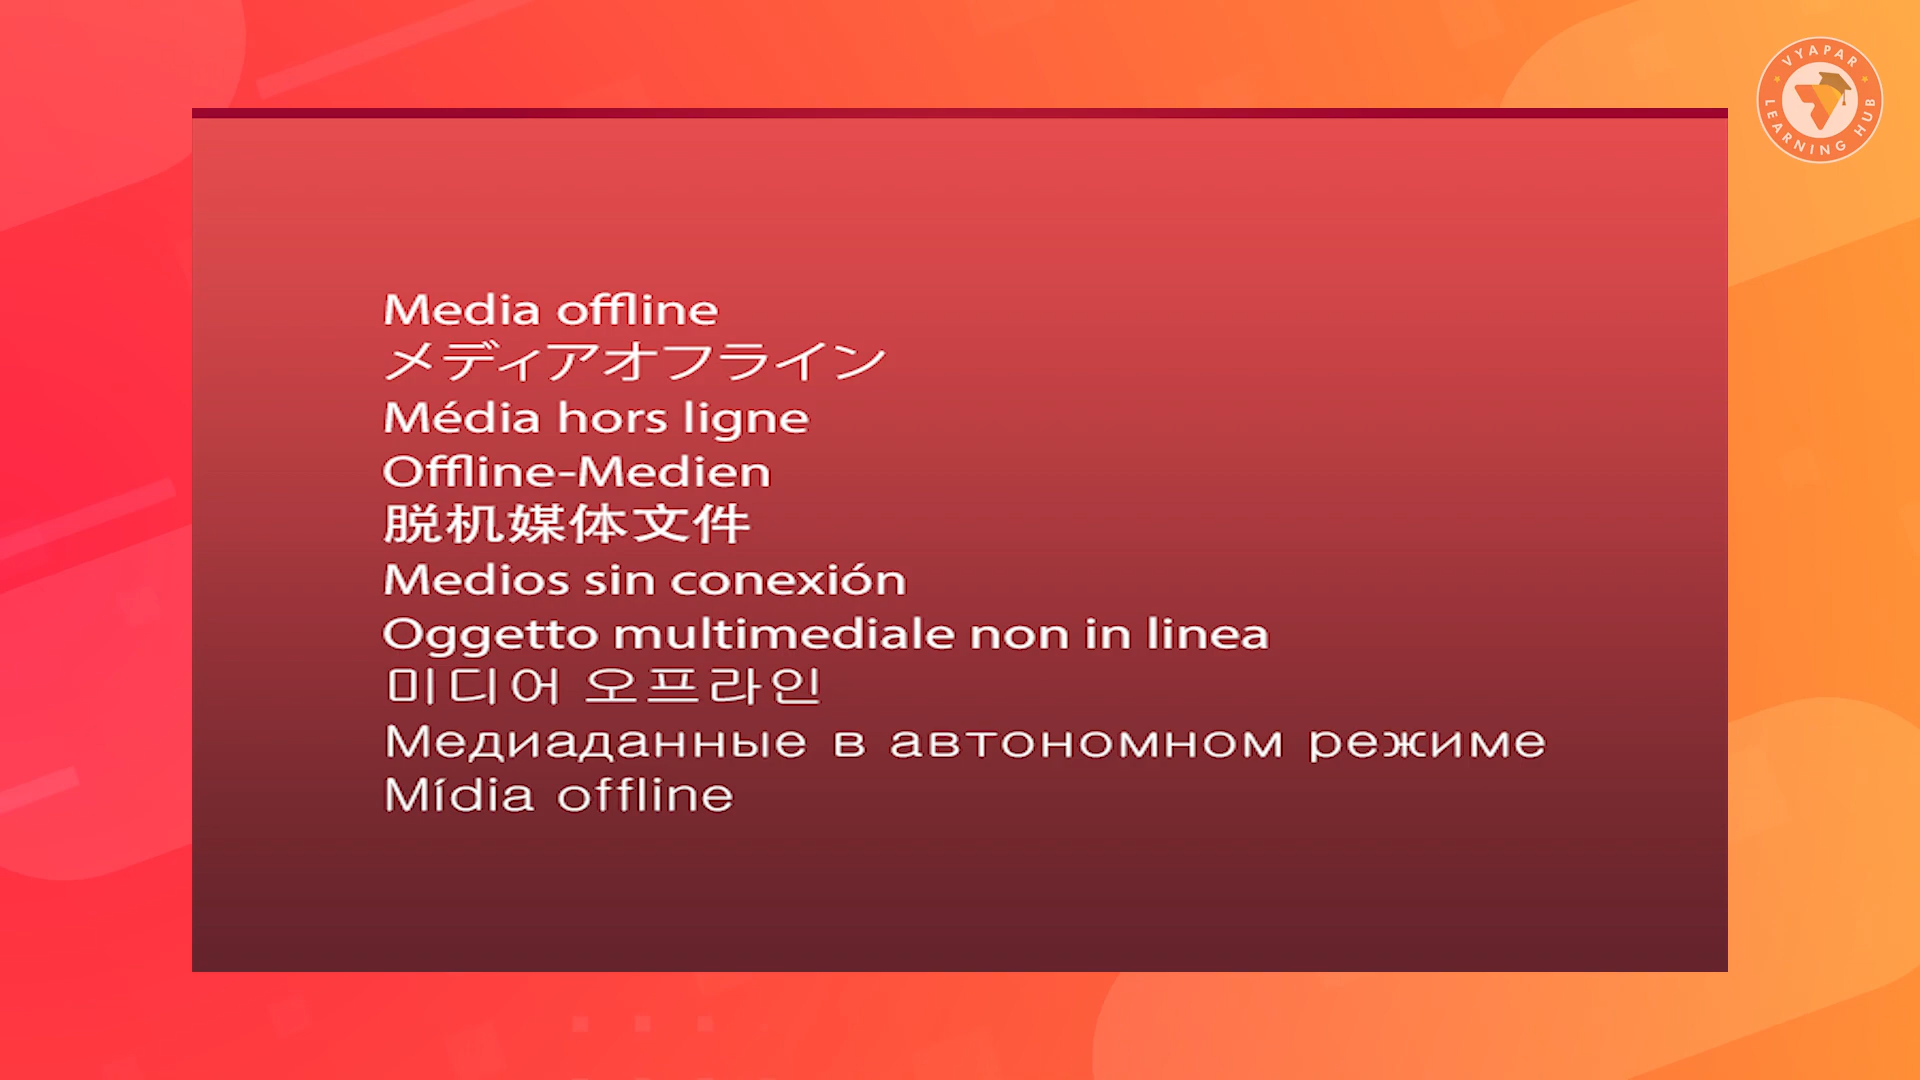 Media offline
メディアオフライン
Média hors ligne
Offline-Medien
脱机媒体文件
Medios sin conexión
Oggetto multimediale non in linea
미디어 오프라인
Медиаданные в автономном режиме
Mídia offline
VYAPAR
LEARNING HUB